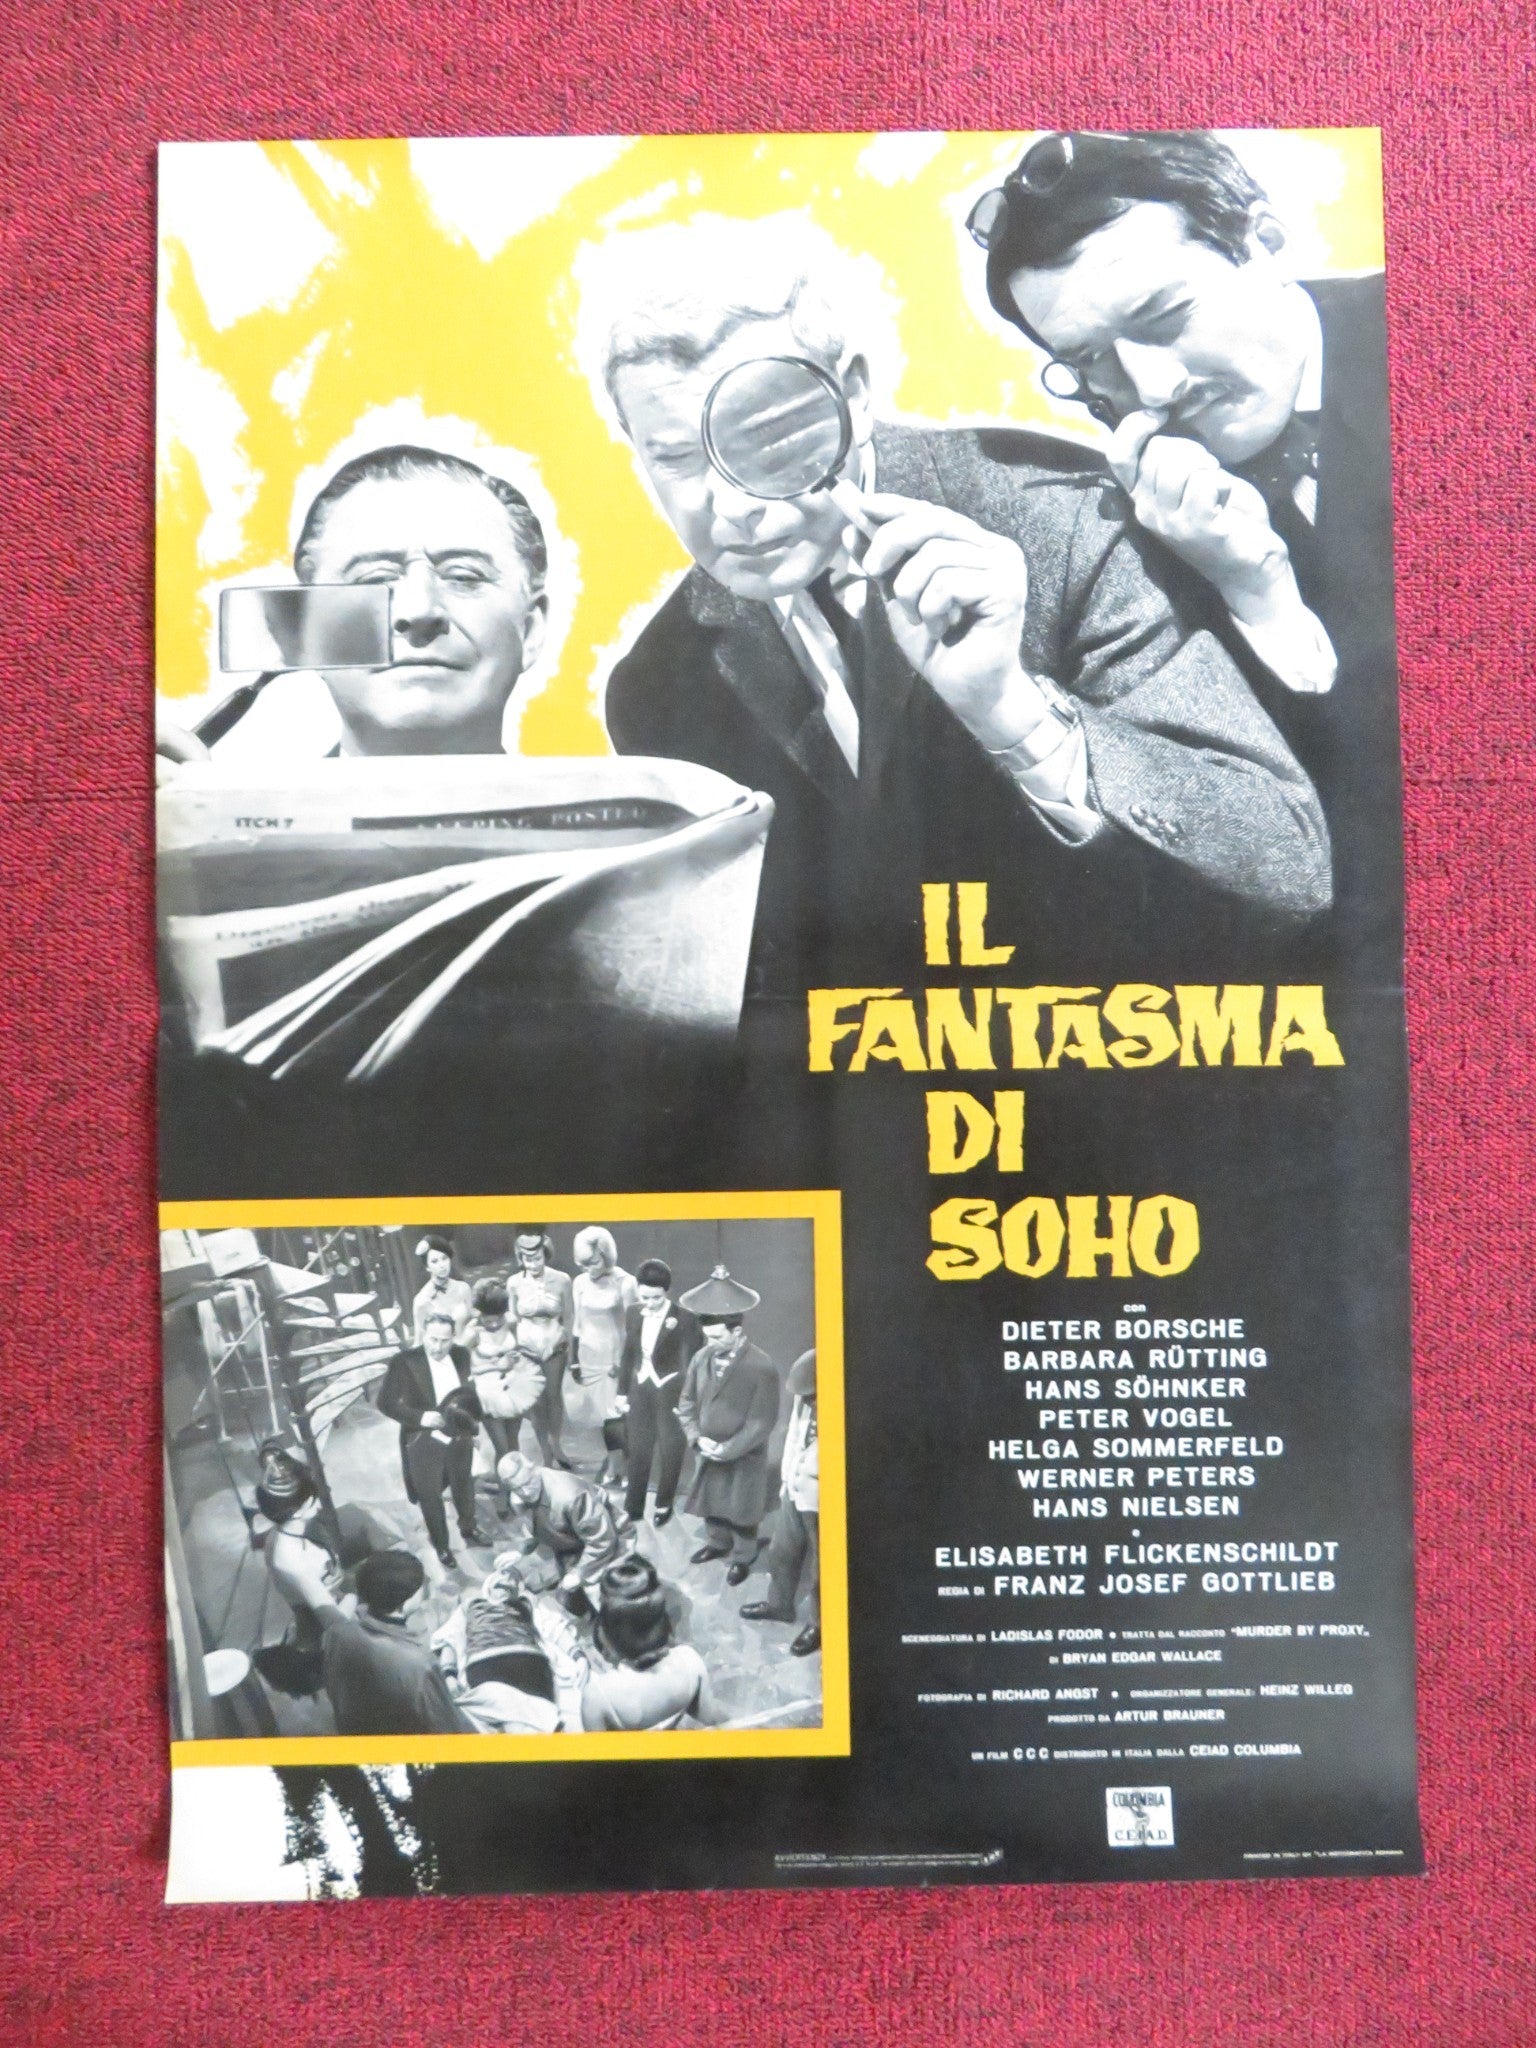 ITCH?
IL
FANTASMA
DI
SOHO
con
DIETER BORSCHE
BARBARA RÜTTING
HANS SÖHNKER
PETER VOGEL
HELGA SOMMERFELD
WERNER PETERS
HANS NIELSEN
e
ELISABETH FLICKENSCHILDT
REGIA DI FRANZ JOSEF GOTTLIEB
SCENEGGIATURA DI LADISLAS FODOR • TRATTA DAL RACCONTO "MURDER BY PROXY"
DI BRYAN EDGAR WALLACE
FOTOGRAFIA DI RICHARD ANGST • ORGANIZZATORE GENERALE: HEINZ WILLEG
PRODOTTO DA ARTUR BRAUNER
UN FILM CCC DISTRIBUITO IN ITALIA DALLA CEIAD COLUMBIA
COLUMBIA
C.E.I.A.D.
AVVERTENZA